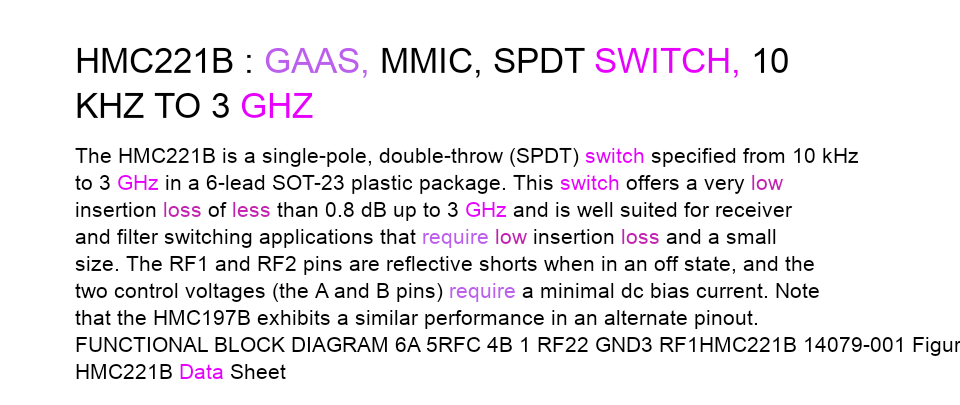 HMC221B : GAAS, MMIC, SPDT SWITCH, 10
KHZ TO 3 GHZ
The HMC221B is a single-pole, double-throw (SPDT) switch specified from 10 kHz
to 3 GHz in a 6-lead SOT-23 plastic package. This switch offers a very low
insertion loss of less than 0.8 dB up to 3 GHz and is well suited for receiver
and filter switching applications that require low insertion loss and a small
size. The RF1 and RF2 pins are reflective shorts when in an off state, and the
two control voltages (the A and B pins) require a minimal dc bias current. Note
that the HMC197B exhibits a similar performance in an alternate pinout.
FUNCTIONAL BLOCK DIAGRAM 6A 5RFC 4B 1 RF22 GND3 RF1HMC221B 14079-001 Figur
HMC221B Data Sheet